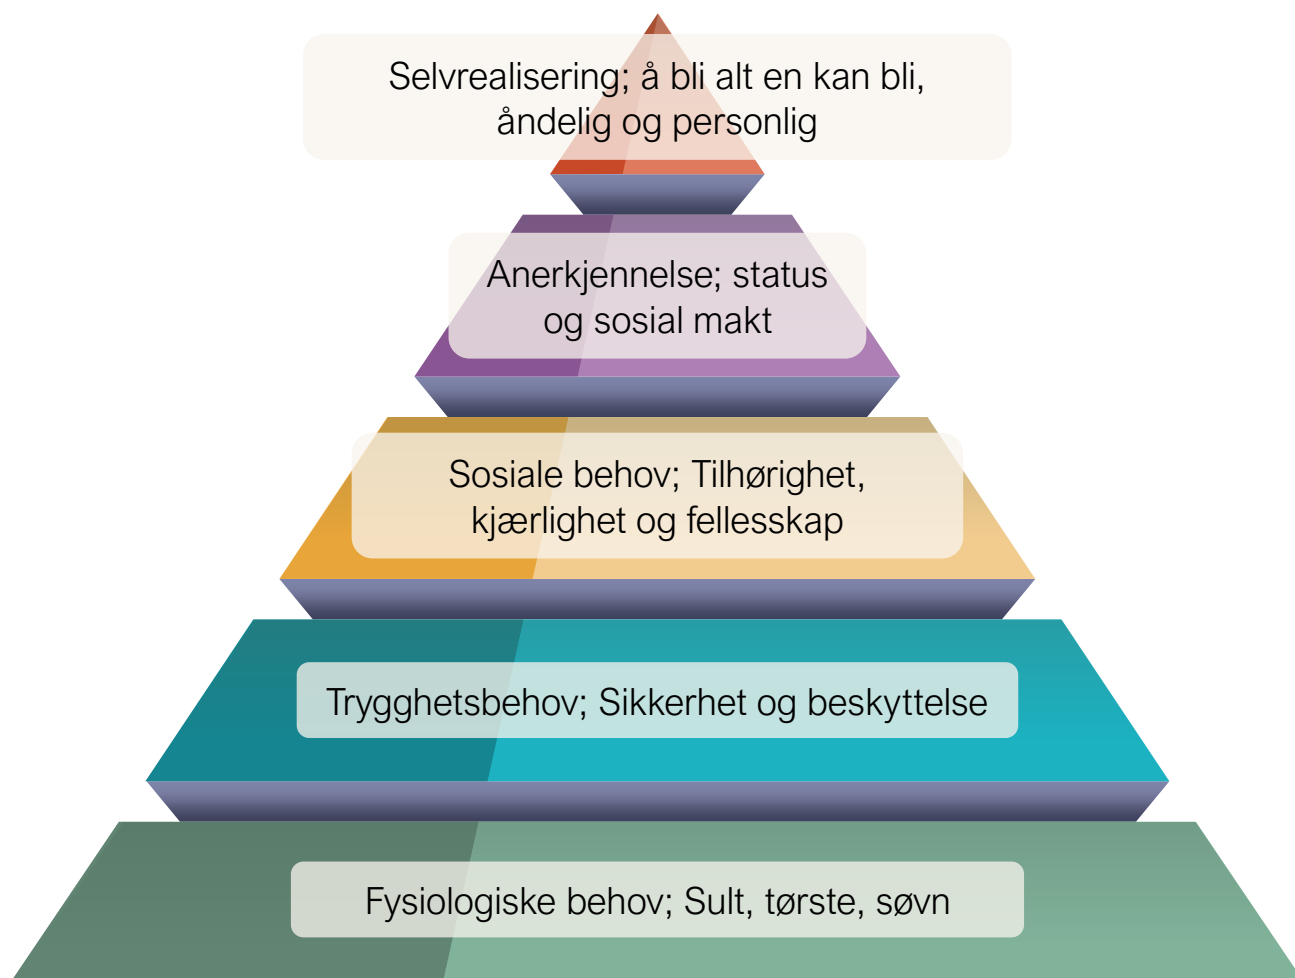 Selvrealisering; å bli alt en kan bli,
åndelig og personlig
Anerkjennelse; status
og sosial makt
Sosiale behov; Tilhørighet,
kjærlighet og fellesskap
Trygghetsbehov; Sikkerhet og beskyttelse
Fysiologiske behov; Sult, tørste, søvn